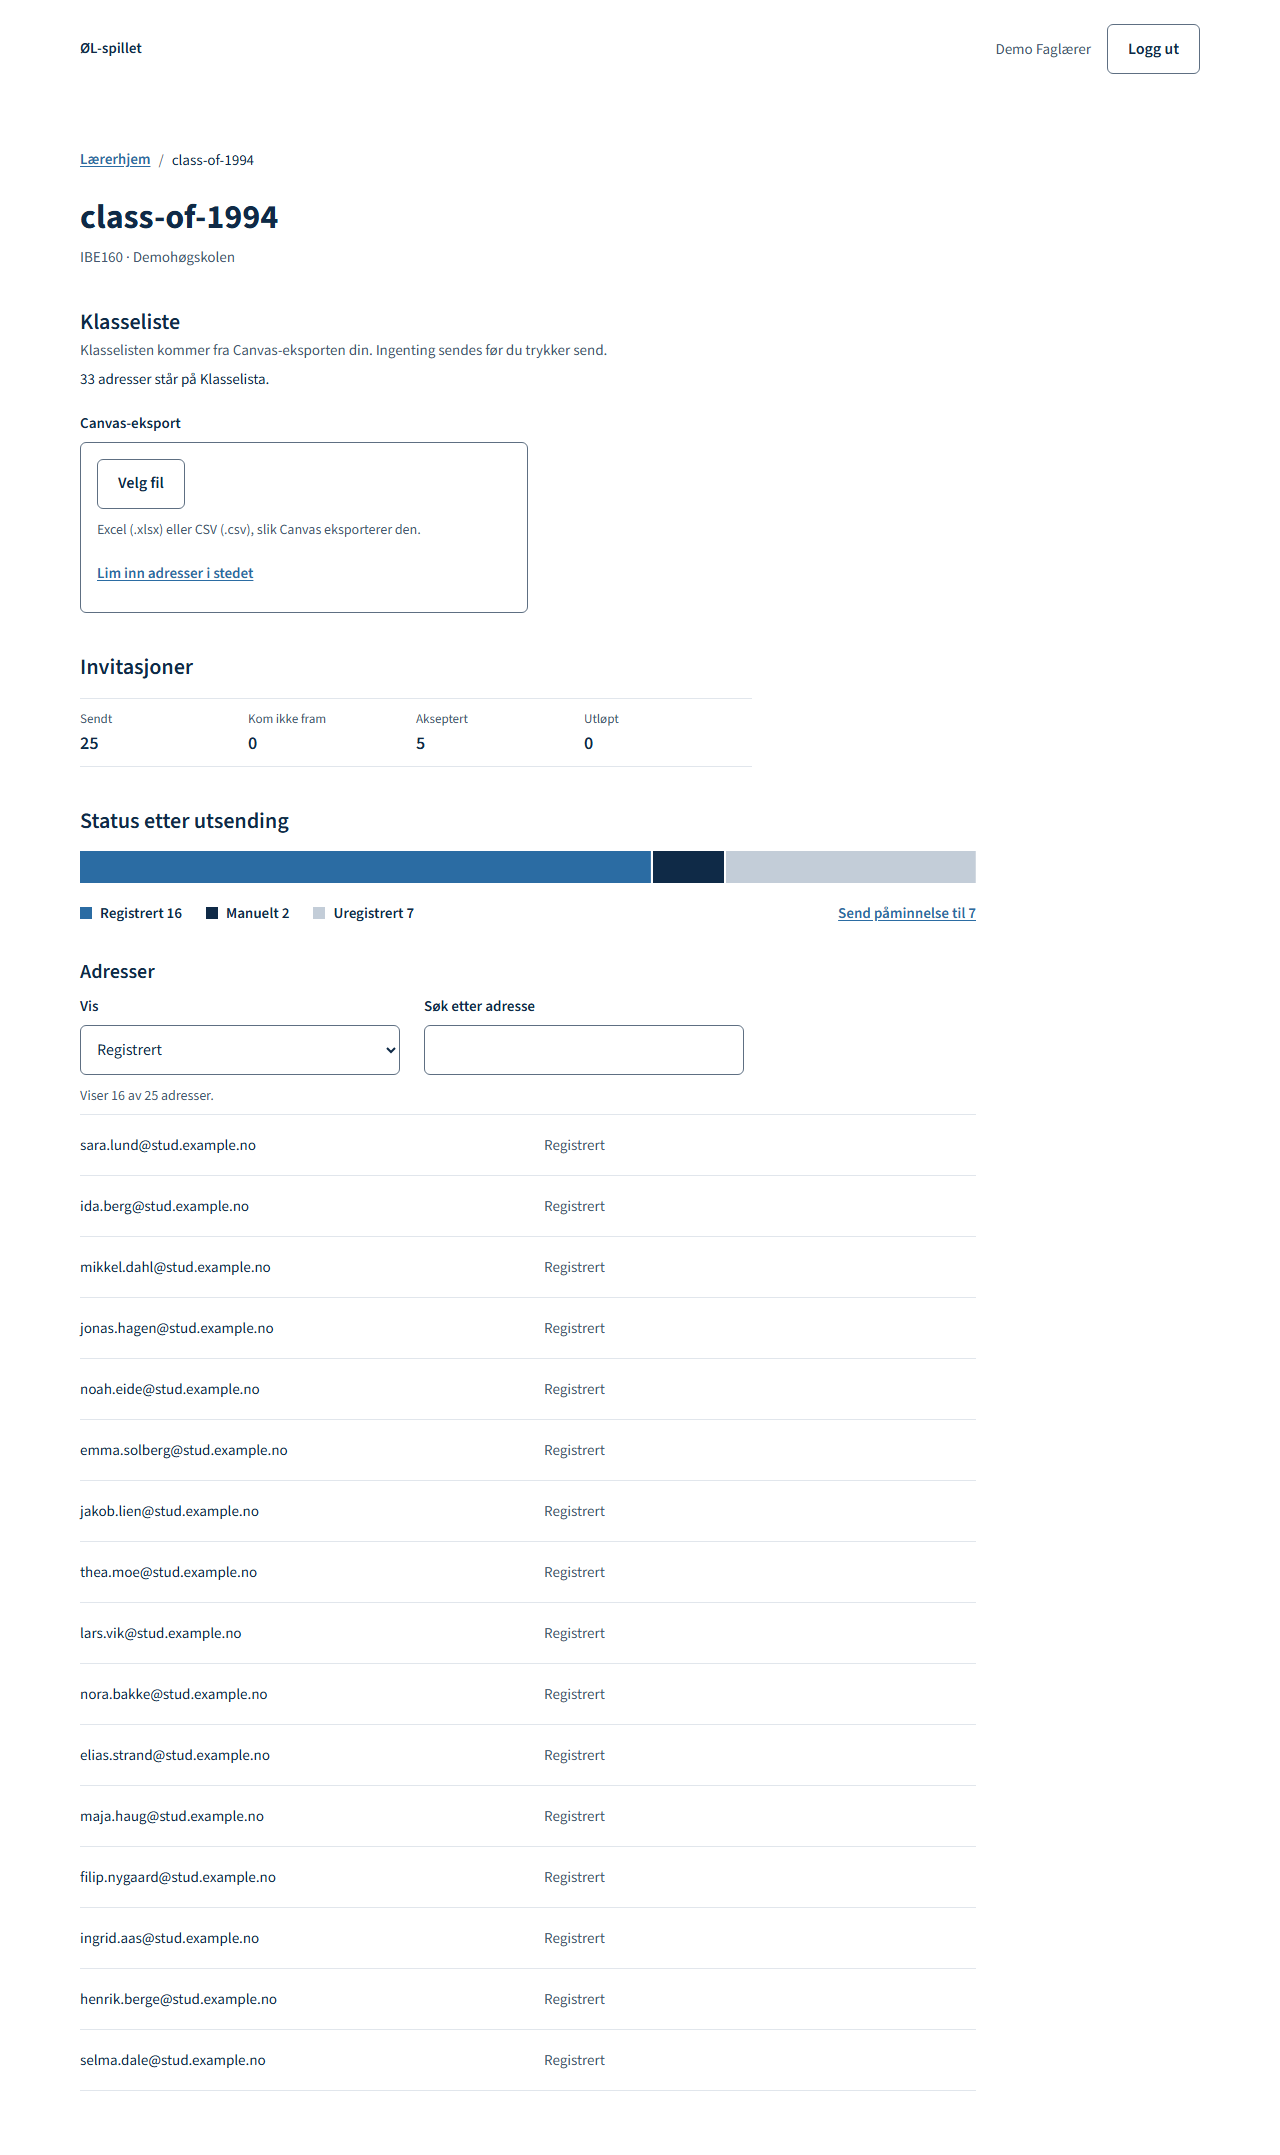 ØL-spillet
Demo Faglærer
Logg ut
Lærerhjem / class-of-1994
class-of-1994
IBE160 · Demohøgskolen
Klasseliste
Klasselisten kommer fra Canvas-eksporten din. Ingenting sendes før du trykker send.
33 adresser står på Klasselista.
Canvas-eksport
Velg fil
Excel (.xlsx) eller CSV (.csv), slik Canvas eksporterer den.
Lim inn adresser i stedet
Invitasjoner
Sendt Kom ikke fram Akseptert Utløpt
25 0 5 0
Status etter utsending
Registrert 16 Manuelt 2 Uregistrert 7 Send påminnelse til 7
Adresser
Vis Søk etter adresse
Registrert
Viser 16 av 25 adresser.
sara.lund@stud.example.no Registrert
ida.berg@stud.example.no Registrert
mikkel.dahl@stud.example.no Registrert
jonas.hagen@stud.example.no Registrert
noah.eide@stud.example.no Registrert
emma.solberg@stud.example.no Registrert
jakob.lien@stud.example.no Registrert
thea.moe@stud.example.no Registrert
lars.vik@stud.example.no Registrert
nora.bakke@stud.example.no Registrert
elias.strand@stud.example.no Registrert
maja.haug@stud.example.no Registrert
filip.nygaard@stud.example.no Registrert
ingrid.aas@stud.example.no Registrert
henrik.berge@stud.example.no Registrert
selma.dale@stud.example.no Registrert